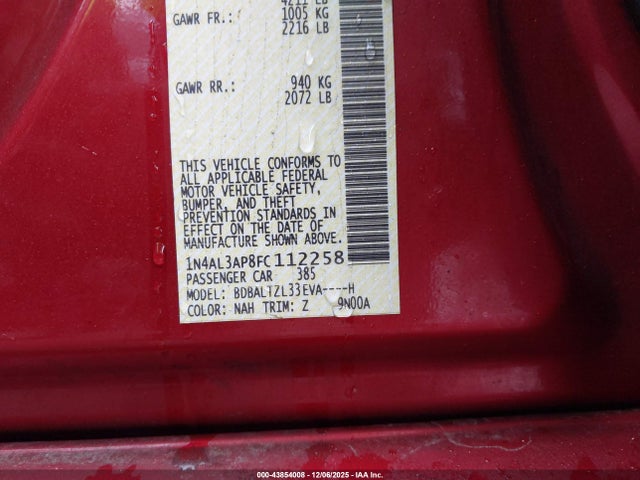 4211 LB
GAWR FR.: 1005 KG
2216 LB
GAWR RR.: 940 KG
2072 LB
THIS VEHICLE CONFORMS TO
ALL APPLICABLE FEDERAL
MOTOR VEHICLE SAFETY,
BUMPER, AND THEFT
PREVENTION STANDARDS IN
EFFECT ON THE DATE OF
MANUFACTURE SHOWN ABOVE.
1N4AL3AP8FC112258
PASSENGER CAR 385
MODEL: BDBALTZL33EVA----H
COLOR: NAH TRIM: Z 9N00A
000-43854008 - 12/06/2025 - IAA Inc.